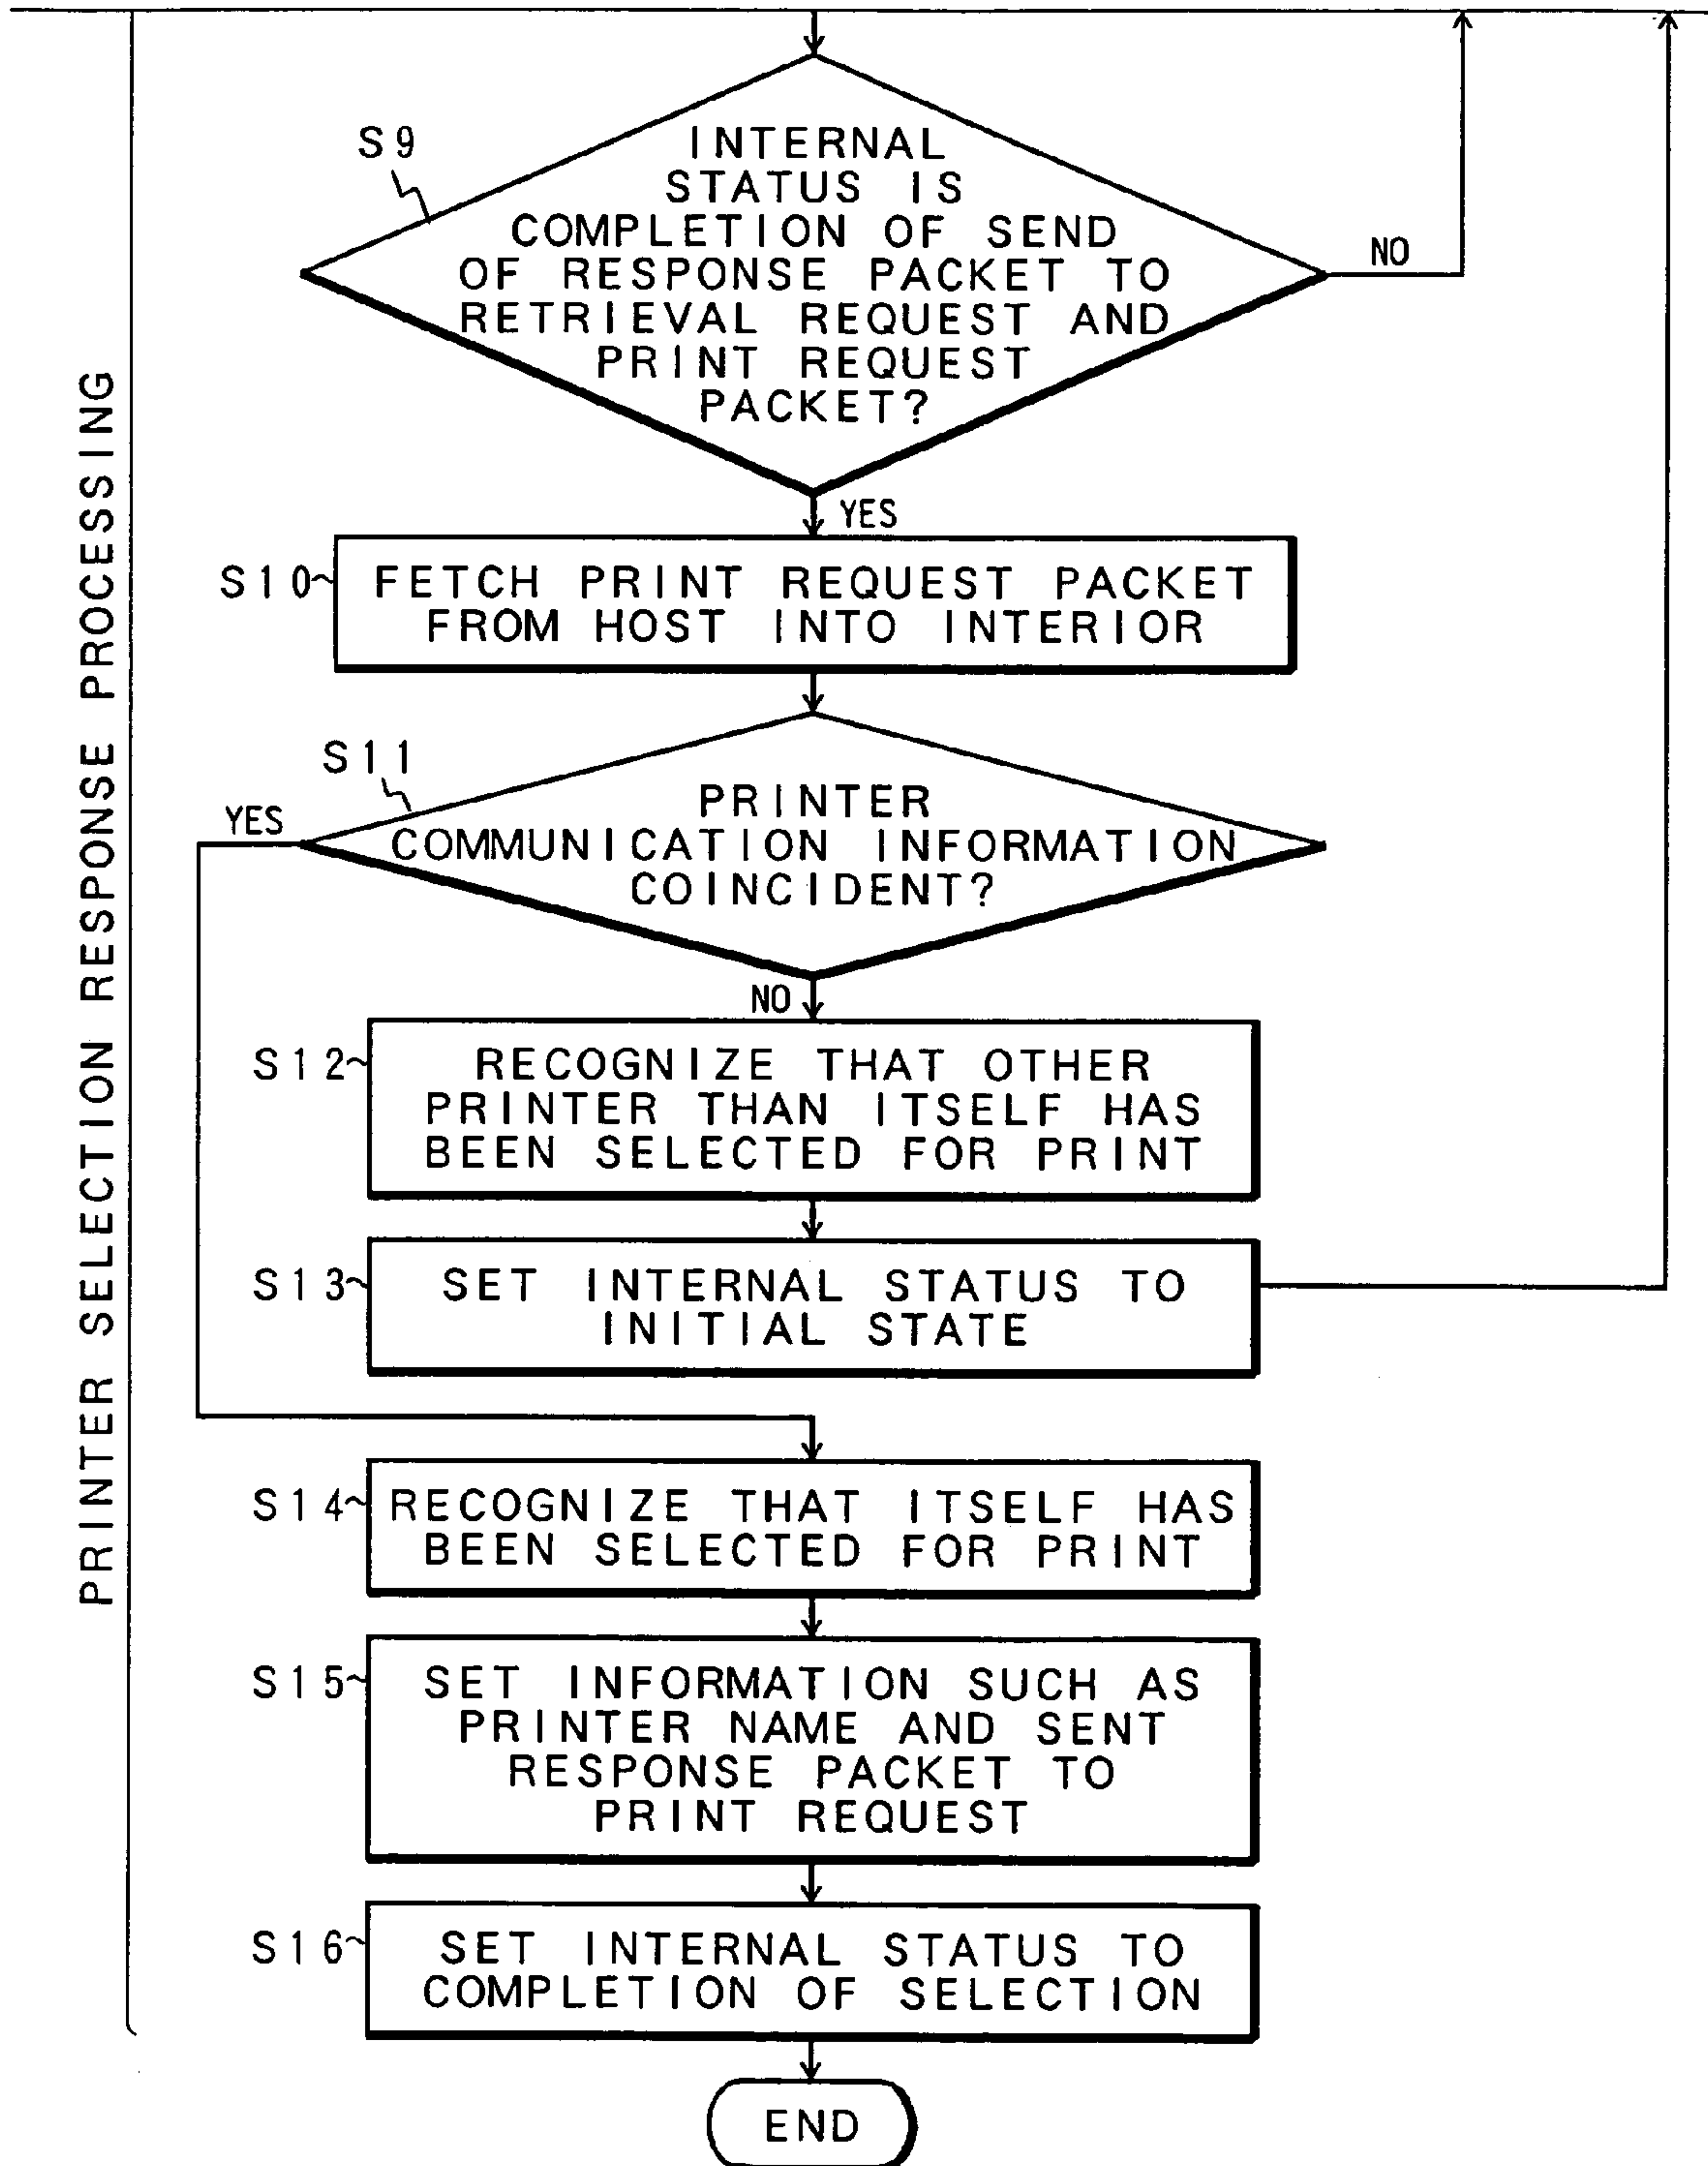 PRINTER SELECTION RESPONSE PROCESSING
S9
INTERNAL
STATUS IS
COMPLETION OF SEND
OF RESPONSE PACKET TO
RETRIEVAL REQUEST AND
PRINT REQUEST
PACKET?
NO
YES
S10
FETCH PRINT REQUEST PACKET
FROM HOST INTO INTERIOR
S11
YES
PRINTER
COMMUNICATION INFORMATION
COINCIDENT?
NO
S12
RECOGNIZE THAT OTHER
PRINTER THAN ITSELF HAS
BEEN SELECTED FOR PRINT
S13
SET INTERNAL STATUS TO
INITIAL STATE
S14
RECOGNIZE THAT ITSELF HAS
BEEN SELECTED FOR PRINT
S15
SET INFORMATION SUCH AS
PRINTER NAME AND SENT
RESPONSE PACKET TO
PRINT REQUEST
S16
SET INTERNAL STATUS TO
COMPLETION OF SELECTION
END